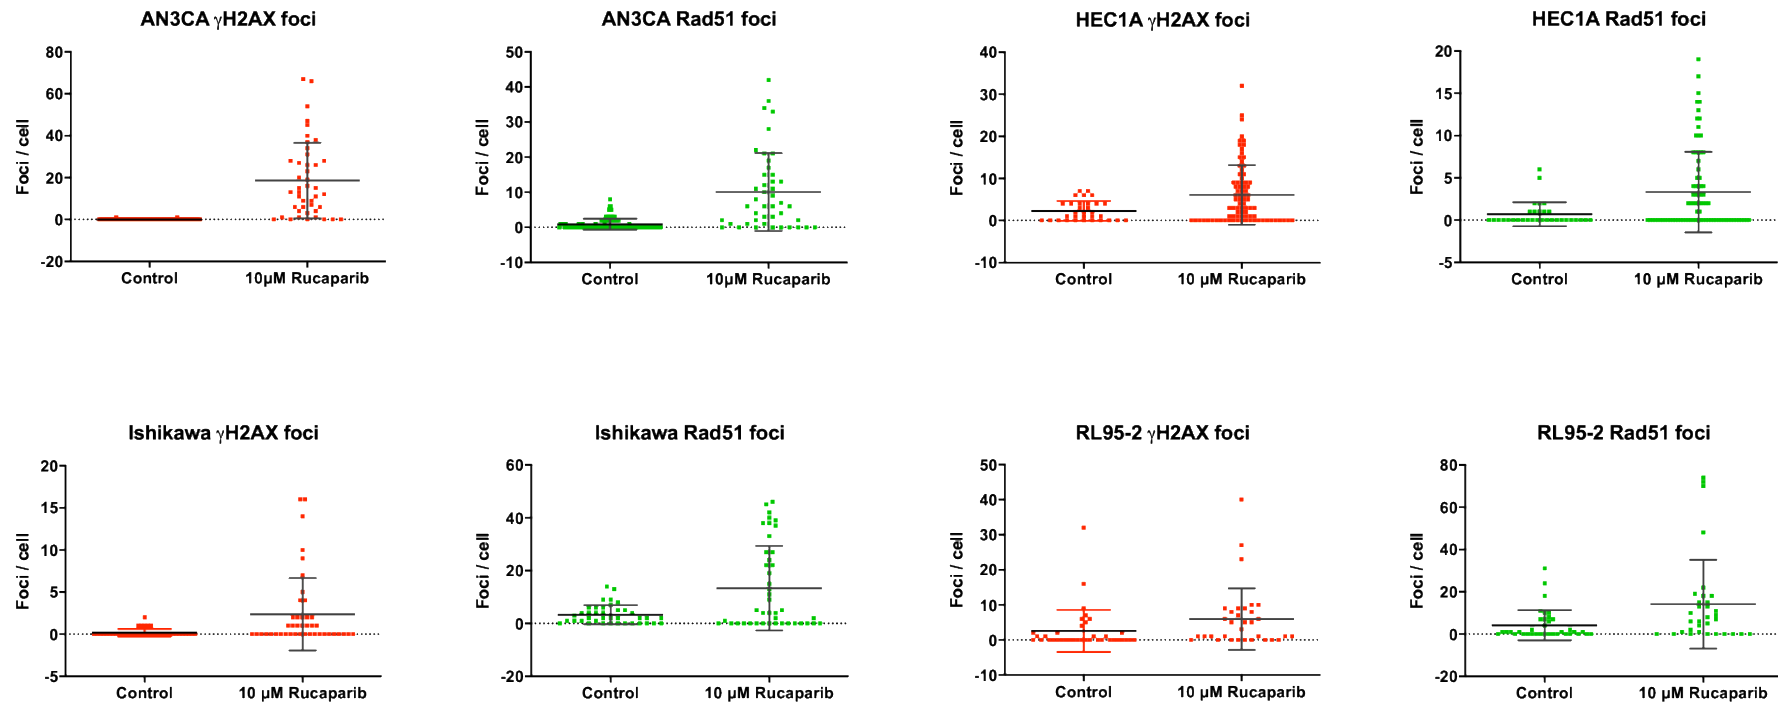 AN3CA γH2AX foci
Foci / cell
80
60
40
20
0
-20
Control
10µM Rucaparib
AN3CA Rad51 foci
Foci / cell
50
40
30
20
10
0
-10
Control
10µM Rucaparib
HEC1A γH2AX foci
Foci / cell
40
30
20
10
0
-10
Control
10 µM Rucaparib
HEC1A Rad51 foci
Foci / cell
20
15
10
5
0
-5
Control
10 µM Rucaparib
Ishikawa γH2AX foci
Foci / cell
20
15
10
5
0
-5
Control
10 µM Rucaparib
Ishikawa Rad51 foci
Foci / cell
60
40
20
0
-20
Control
10 µM Rucaparib
RL95-2 γH2AX foci
Foci / cell
50
40
30
20
10
0
-10
Control
10 µM Rucaparib
RL95-2 Rad51 foci
Foci / cell
80
60
40
20
0
-20
Control
10 µM Rucaparib